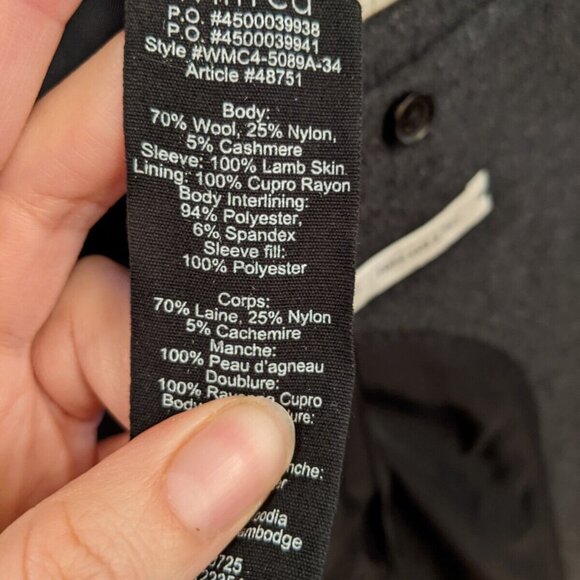 P.O. #4500039938
P.O. #4500039941
Style #WMC4-5089A-34
Article #48751
Body:
70% Wool, 25% Nylon,
5% Cashmere
Sleeve: 100% Lamb Skin
Lining: 100% Cupro Rayon
Body Interlining:
94% Polyester,
6% Spandex
Sleeve fill:
100% Polyester
Corps:
70% Laine, 25% Nylon
5% Cachemire
Manche:
100% Peau d'agneau
Doublure:
100% Cupro